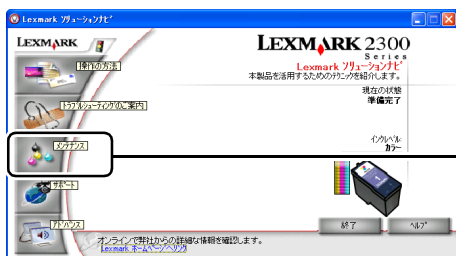 Lexmark ソリューションナビ
LEXMARK
LEXMARK 2300
Series
Lexmark ソリューションナビ
本製品を活用するためのテクニックを紹介します。
操作の方法
現在の状態
準備完了
トラブルシューティングのご案内
インクレベル:
カラー
メンテナンス
1
サポート
アドバンス
終了
ヘルプ
オンラインで弊社からの詳細な情報を確認します。
Lexmark ホームページへリンク